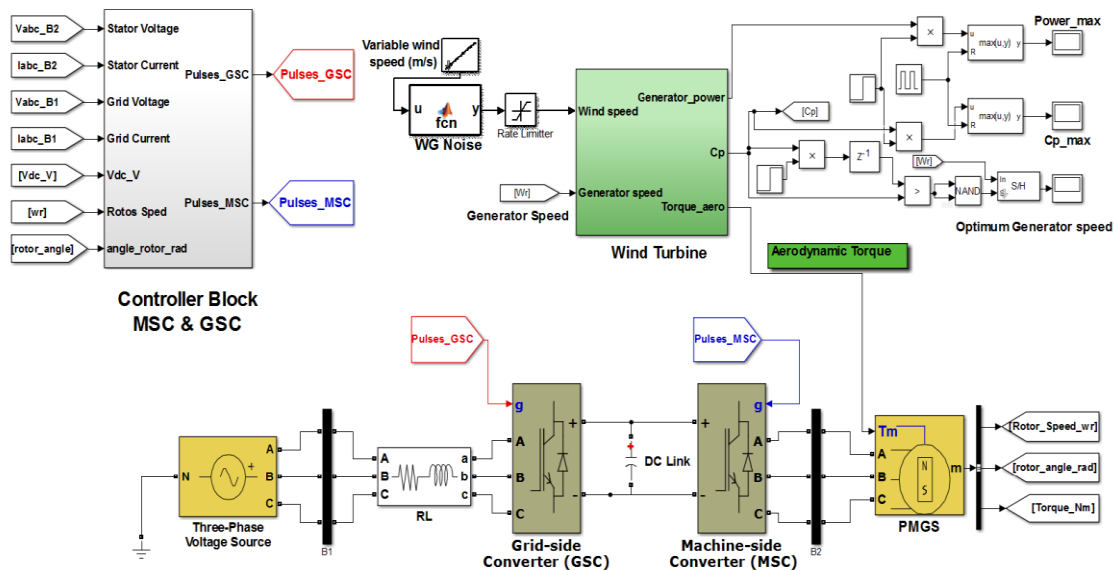 Vabc_B2
Iabc_B2
Vabc_B1
Iabc_B1
[Vdc_V]
[wr]
[rotor_angle]
Stator Voltage
Stator Current
Grid Voltage
Grid Current
Vdc_V
Rotos Sped
angle_rotor_rad
Pulses_GSC
Pulses_MSC
Pulses_GSC
Pulses_MSC
Controller Block
MSC & GSC
Variable wind
speed (m/s)
u
fcn
y
WG Noise
Rate Limitter
[Wr]
Generator Speed
Wind speed
Generator speed
Generator_power
Cp
Torque_aero
Wind Turbine
Aerodynamic Torque
[Cp]
×
×
×
Z⁻¹
>
NAND
[Wr]
In
S/H
u
R
max(u,y)
y
u
R
max(u,y)
y
Power_max
Cp_max
Optimum Generator speed
Pulses_GSC
Pulses_MSC
N
+
A
B
C
Three-Phase
Voltage Source
B1
A
B
C
a
b
c
RL
g
A
B
C
+
-
Grid-side
Converter (GSC)
+
DC Link
g
+
-
A
B
C
Machine-side
Converter (MSC)
B2
Tm
A
B
C
N
S
m
PMGS
[Rotor_Speed_wr]
[rotor_angle_rad]
[Torque_Nm]